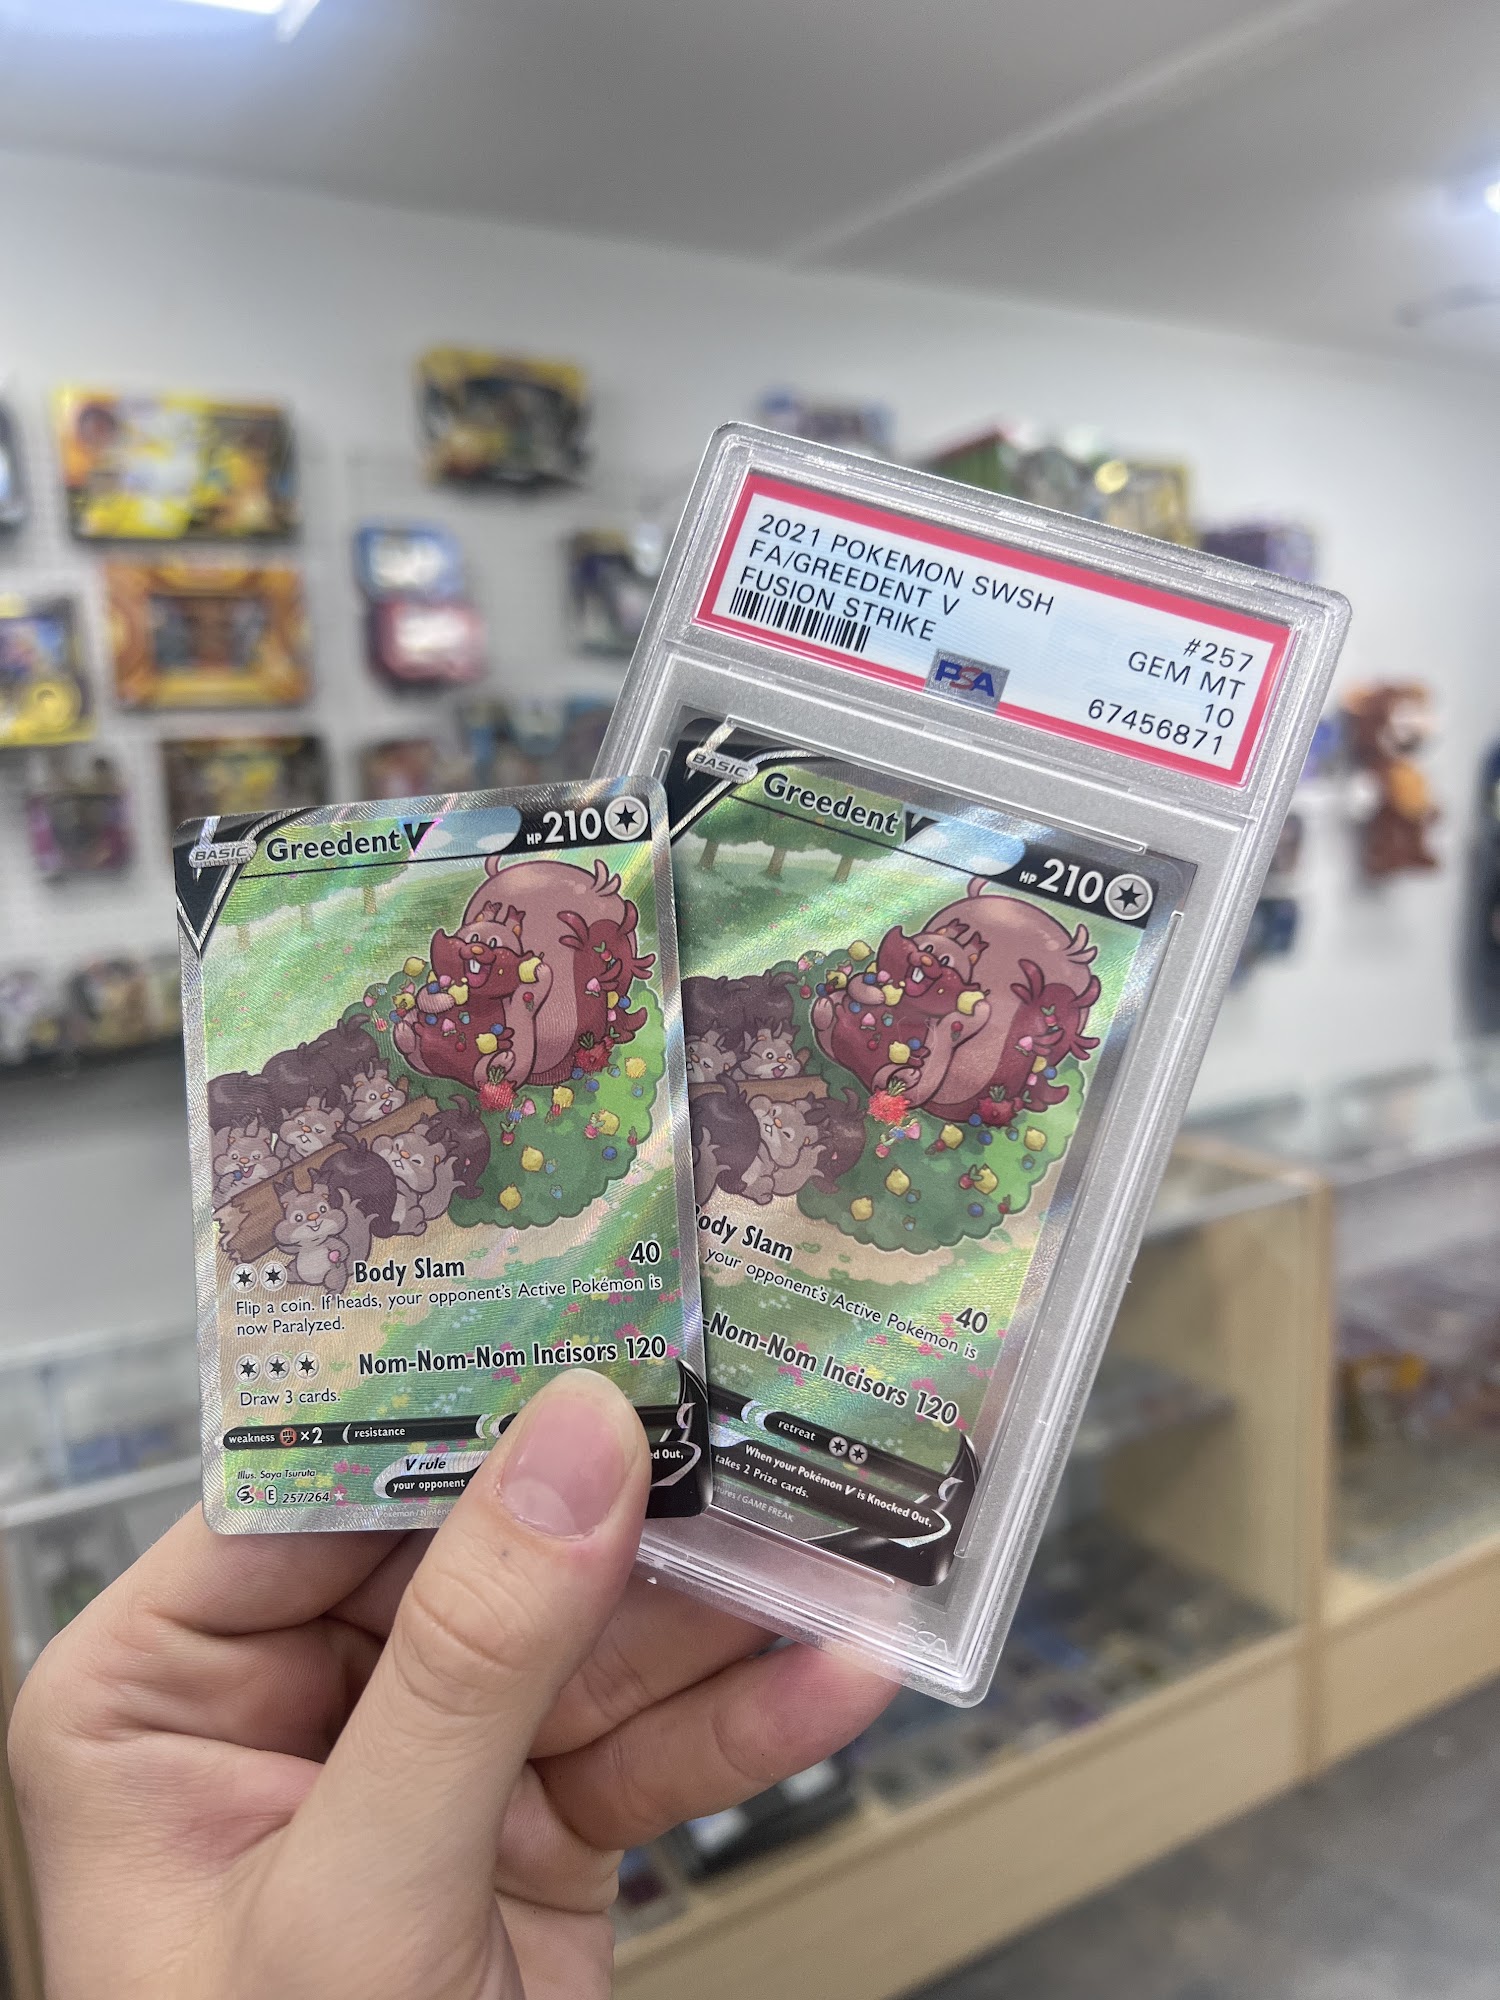 2021 POKEMON SWSH
FA/GREEDENT V
FUSION STRIKE
#257
GEM MT
10
67456871
PSA
BASIC
Greedent V
HP 210
Body Slam 40
Flip a coin. If heads, your opponent's Active Pokémon is
now Paralyzed.
Nom-Nom-Nom Incisors 120
Draw 3 cards.
weakness ×2
resistance
V rule
your opponent
ed Out,
Illus. Saya Tsuruta
E 257/264
BASIC
Greedent V
HP 210
Body Slam
40
your opponent's Active Pokémon is
-Nom-Nom Incisors 120
retreat
When your Pokémon V is Knocked Out,
takes 2 Prize cards.
/ GAME FREAK
PSA